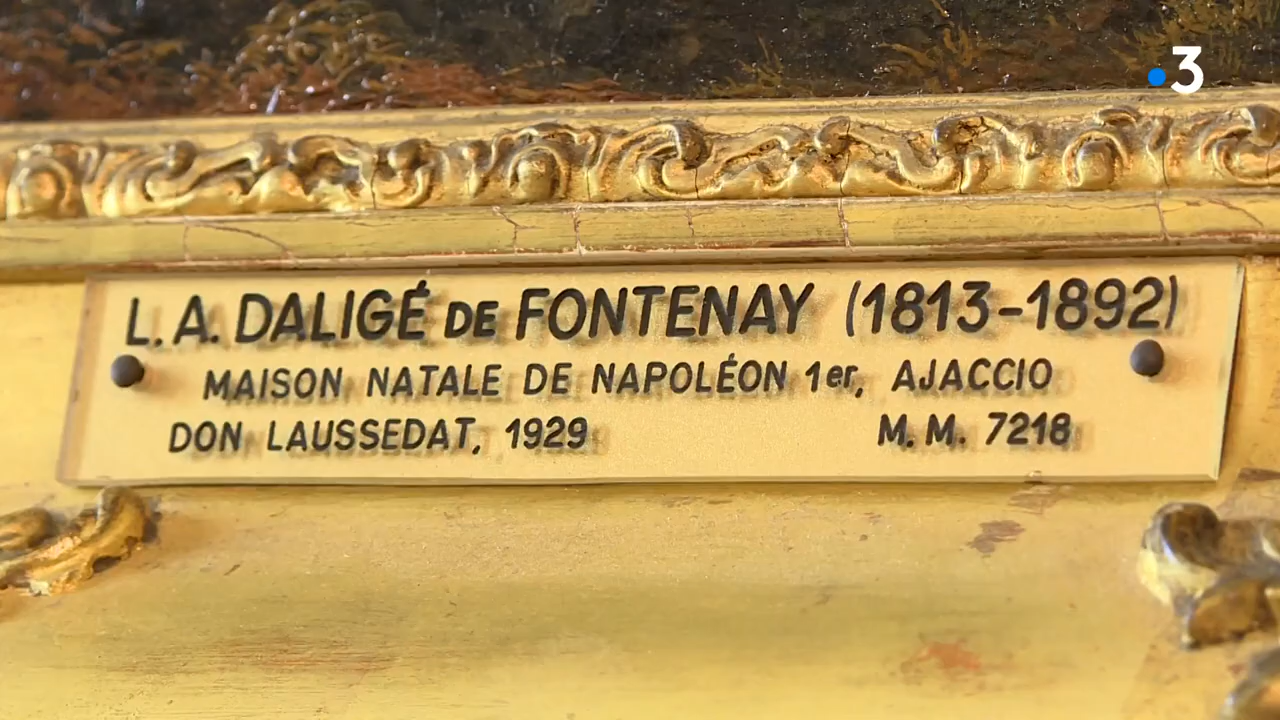 3
L. A. DALIGÉ DE FONTENAY (1813-1892)
MAISON NATALE DE NAPOLÉON 1er, AJACCIO
DON LAUSSEDAT, 1929 M. M. 7218